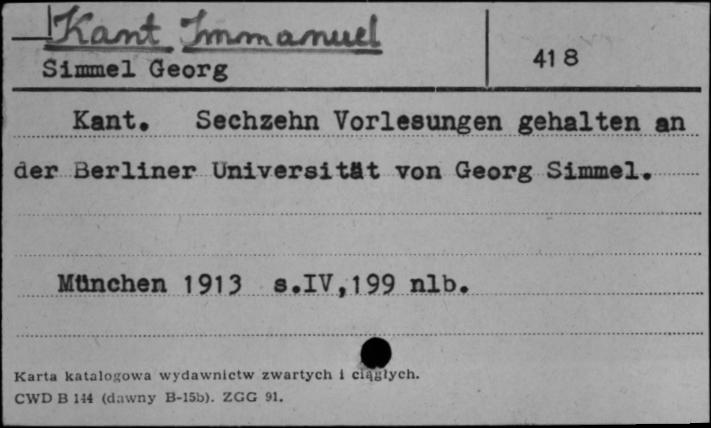 Kant Immanuel
Simmel Georg
418
Kant. Sechzehn Vorlesungen gehalten an
der Berliner Universität von Georg Simmel.
München 1913 s.IV,199 nlb.
Karta katalogowa wydawnictw zwartych i ciągłych.
CWD B 144 (dawny B-15b). ZGG 91.